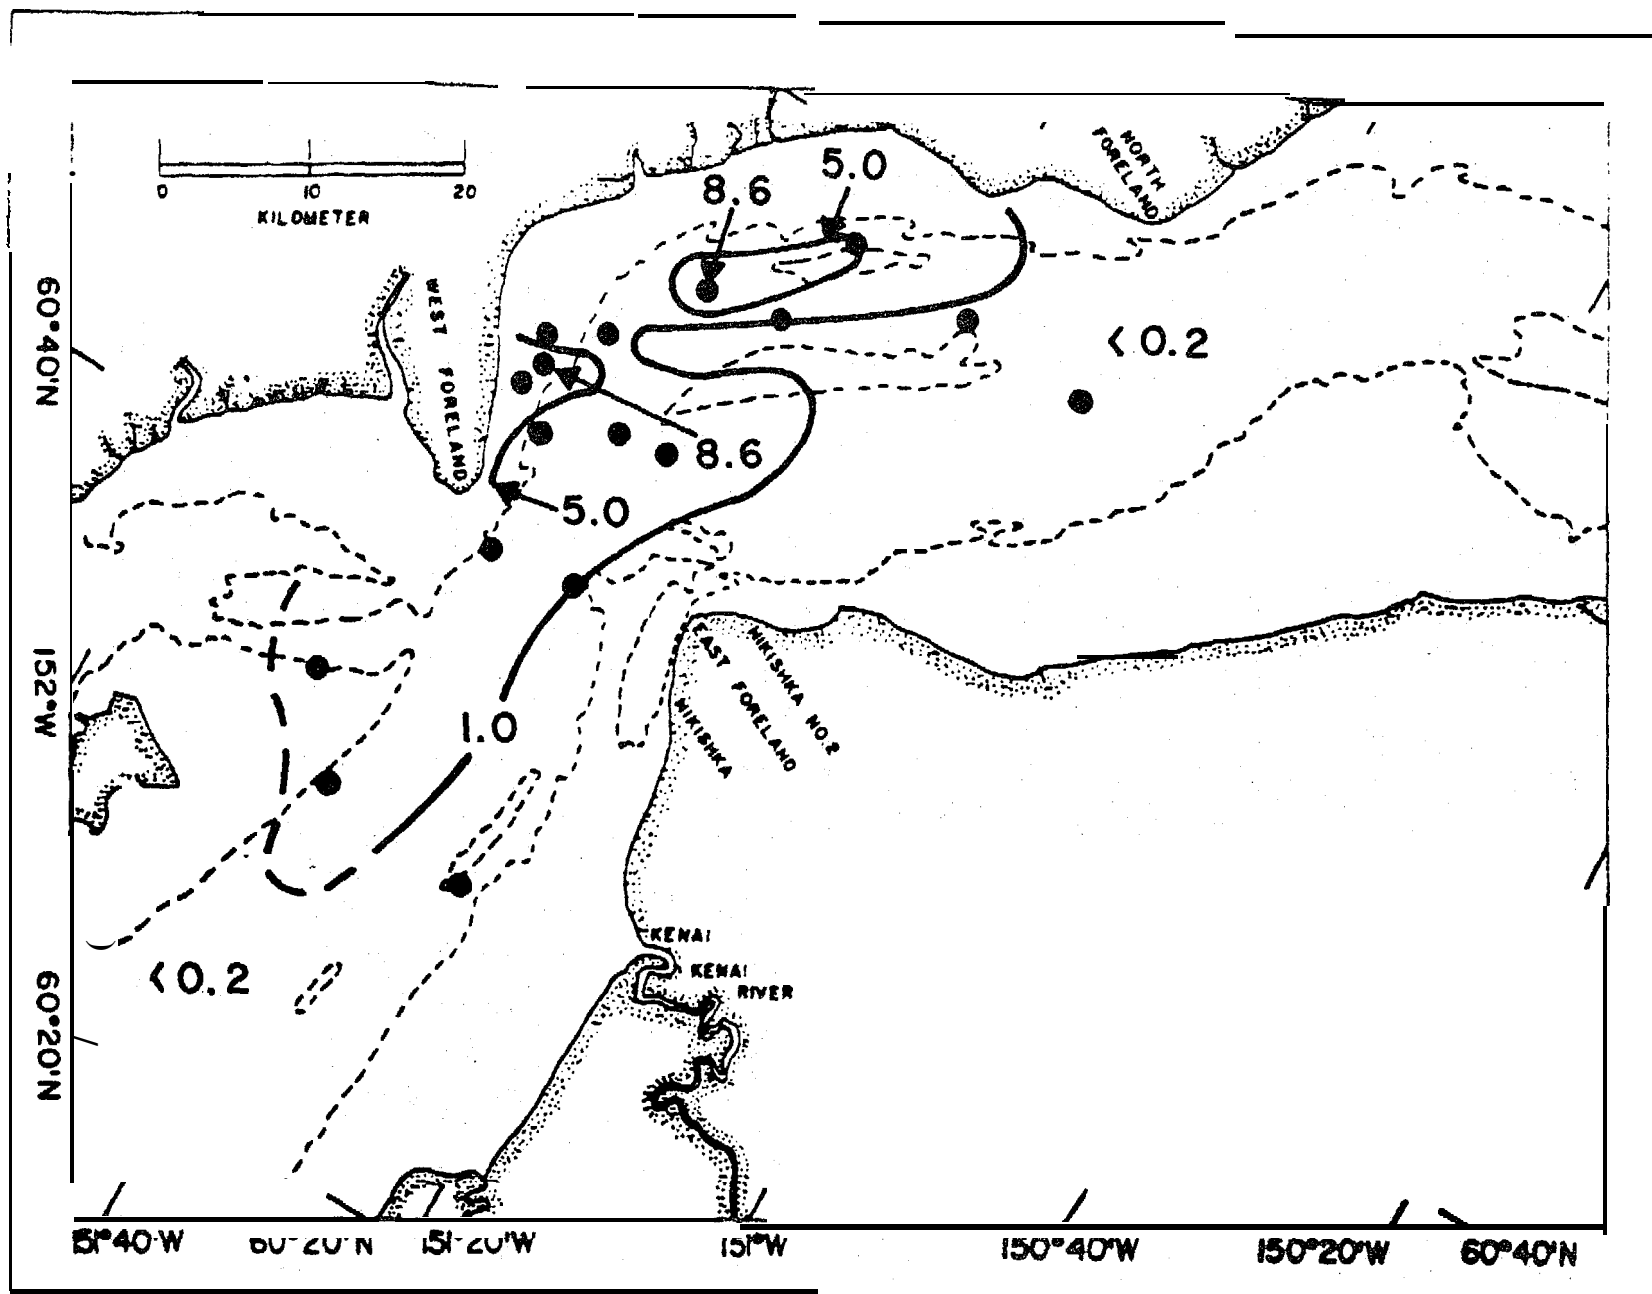 0 10 20
KILOMETER
5.0
8.6
NORTH
FORELAND
WEST FORELAND
60°40'N
< 0.2
8.6
5.0
152°W
1.0
EAST FORELAND
NIKISHKA NO.2
NIKISHKA
KENAI
KENAI
RIVER
< 0.2
60°20'N
151°40'W
60°20'N
151°20'W
151°W
150°40'W
150°20'W
60°40'N